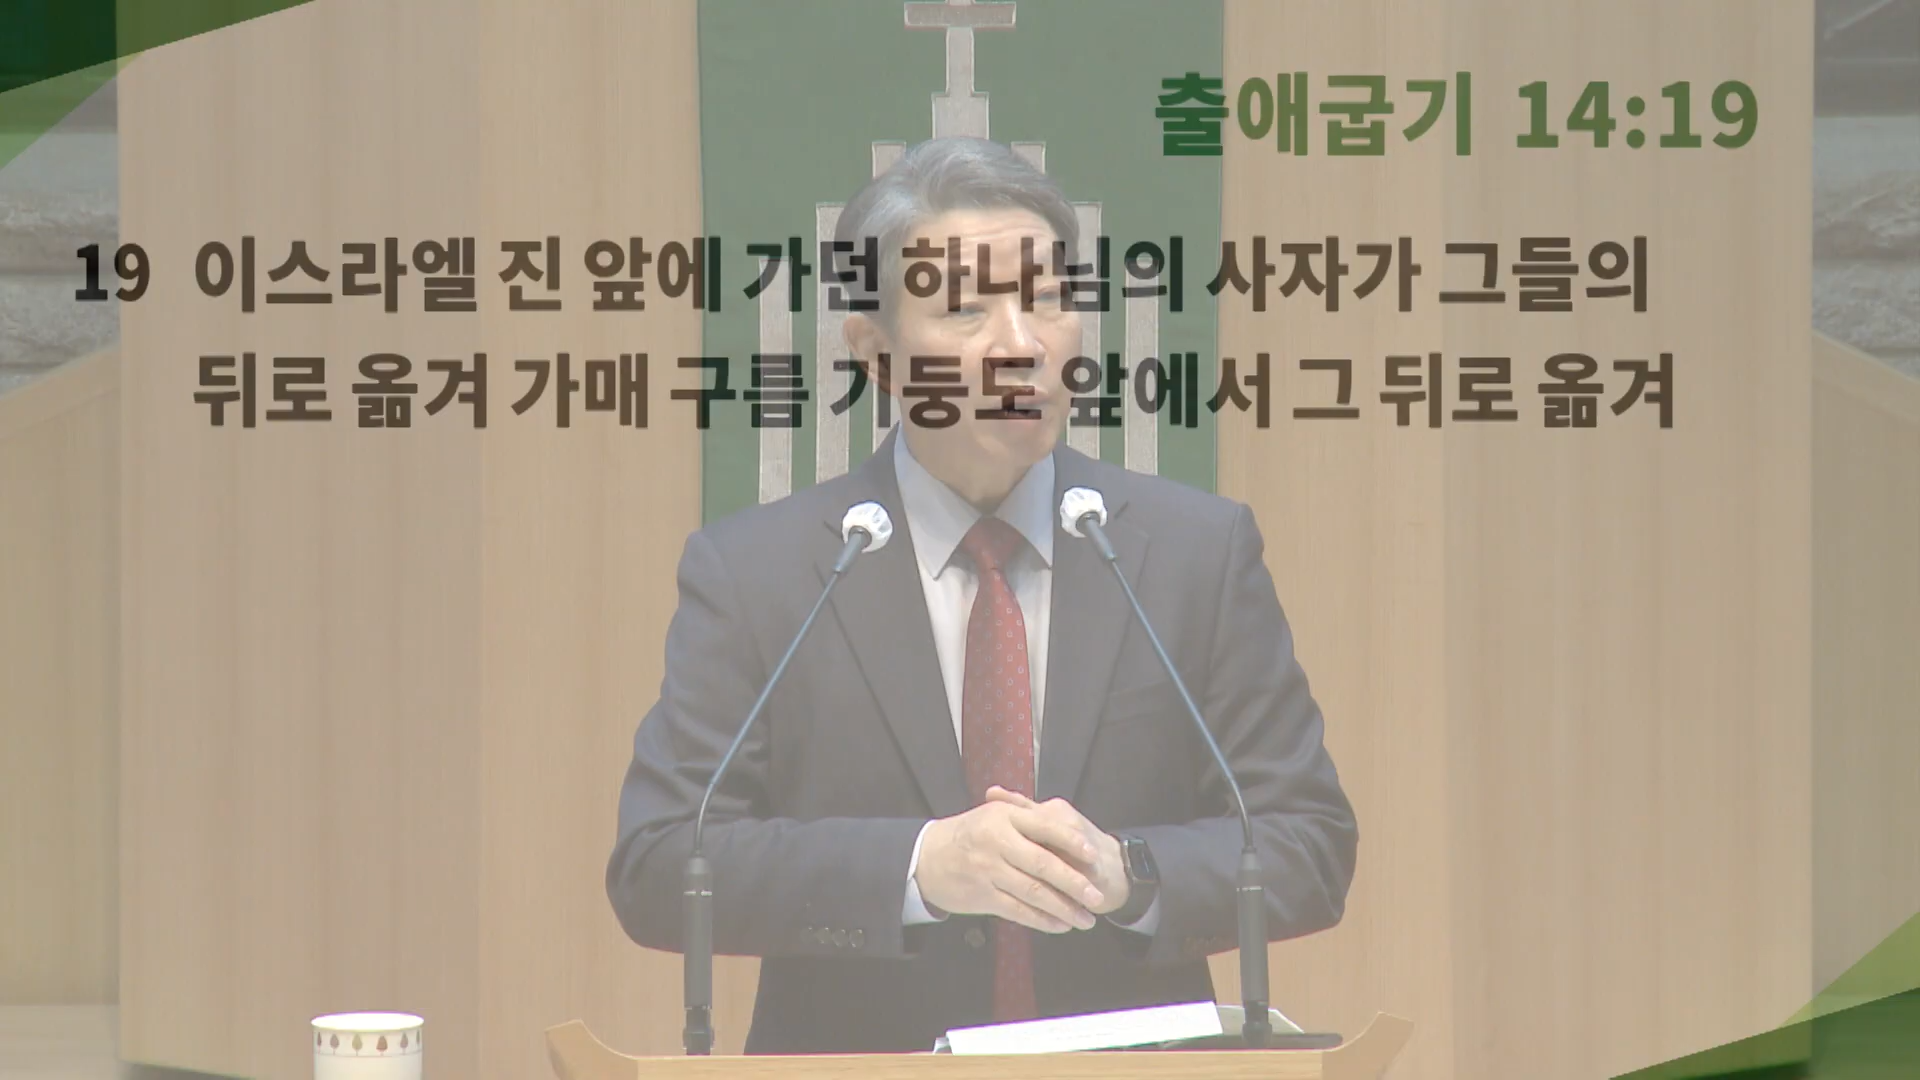 출애굽기 14:19
19 이스라엘 진 앞에 가던 하나님의 사자가 그들의
뒤로 옮겨 가매 구름 기둥도 앞에서 그 뒤로 옮겨